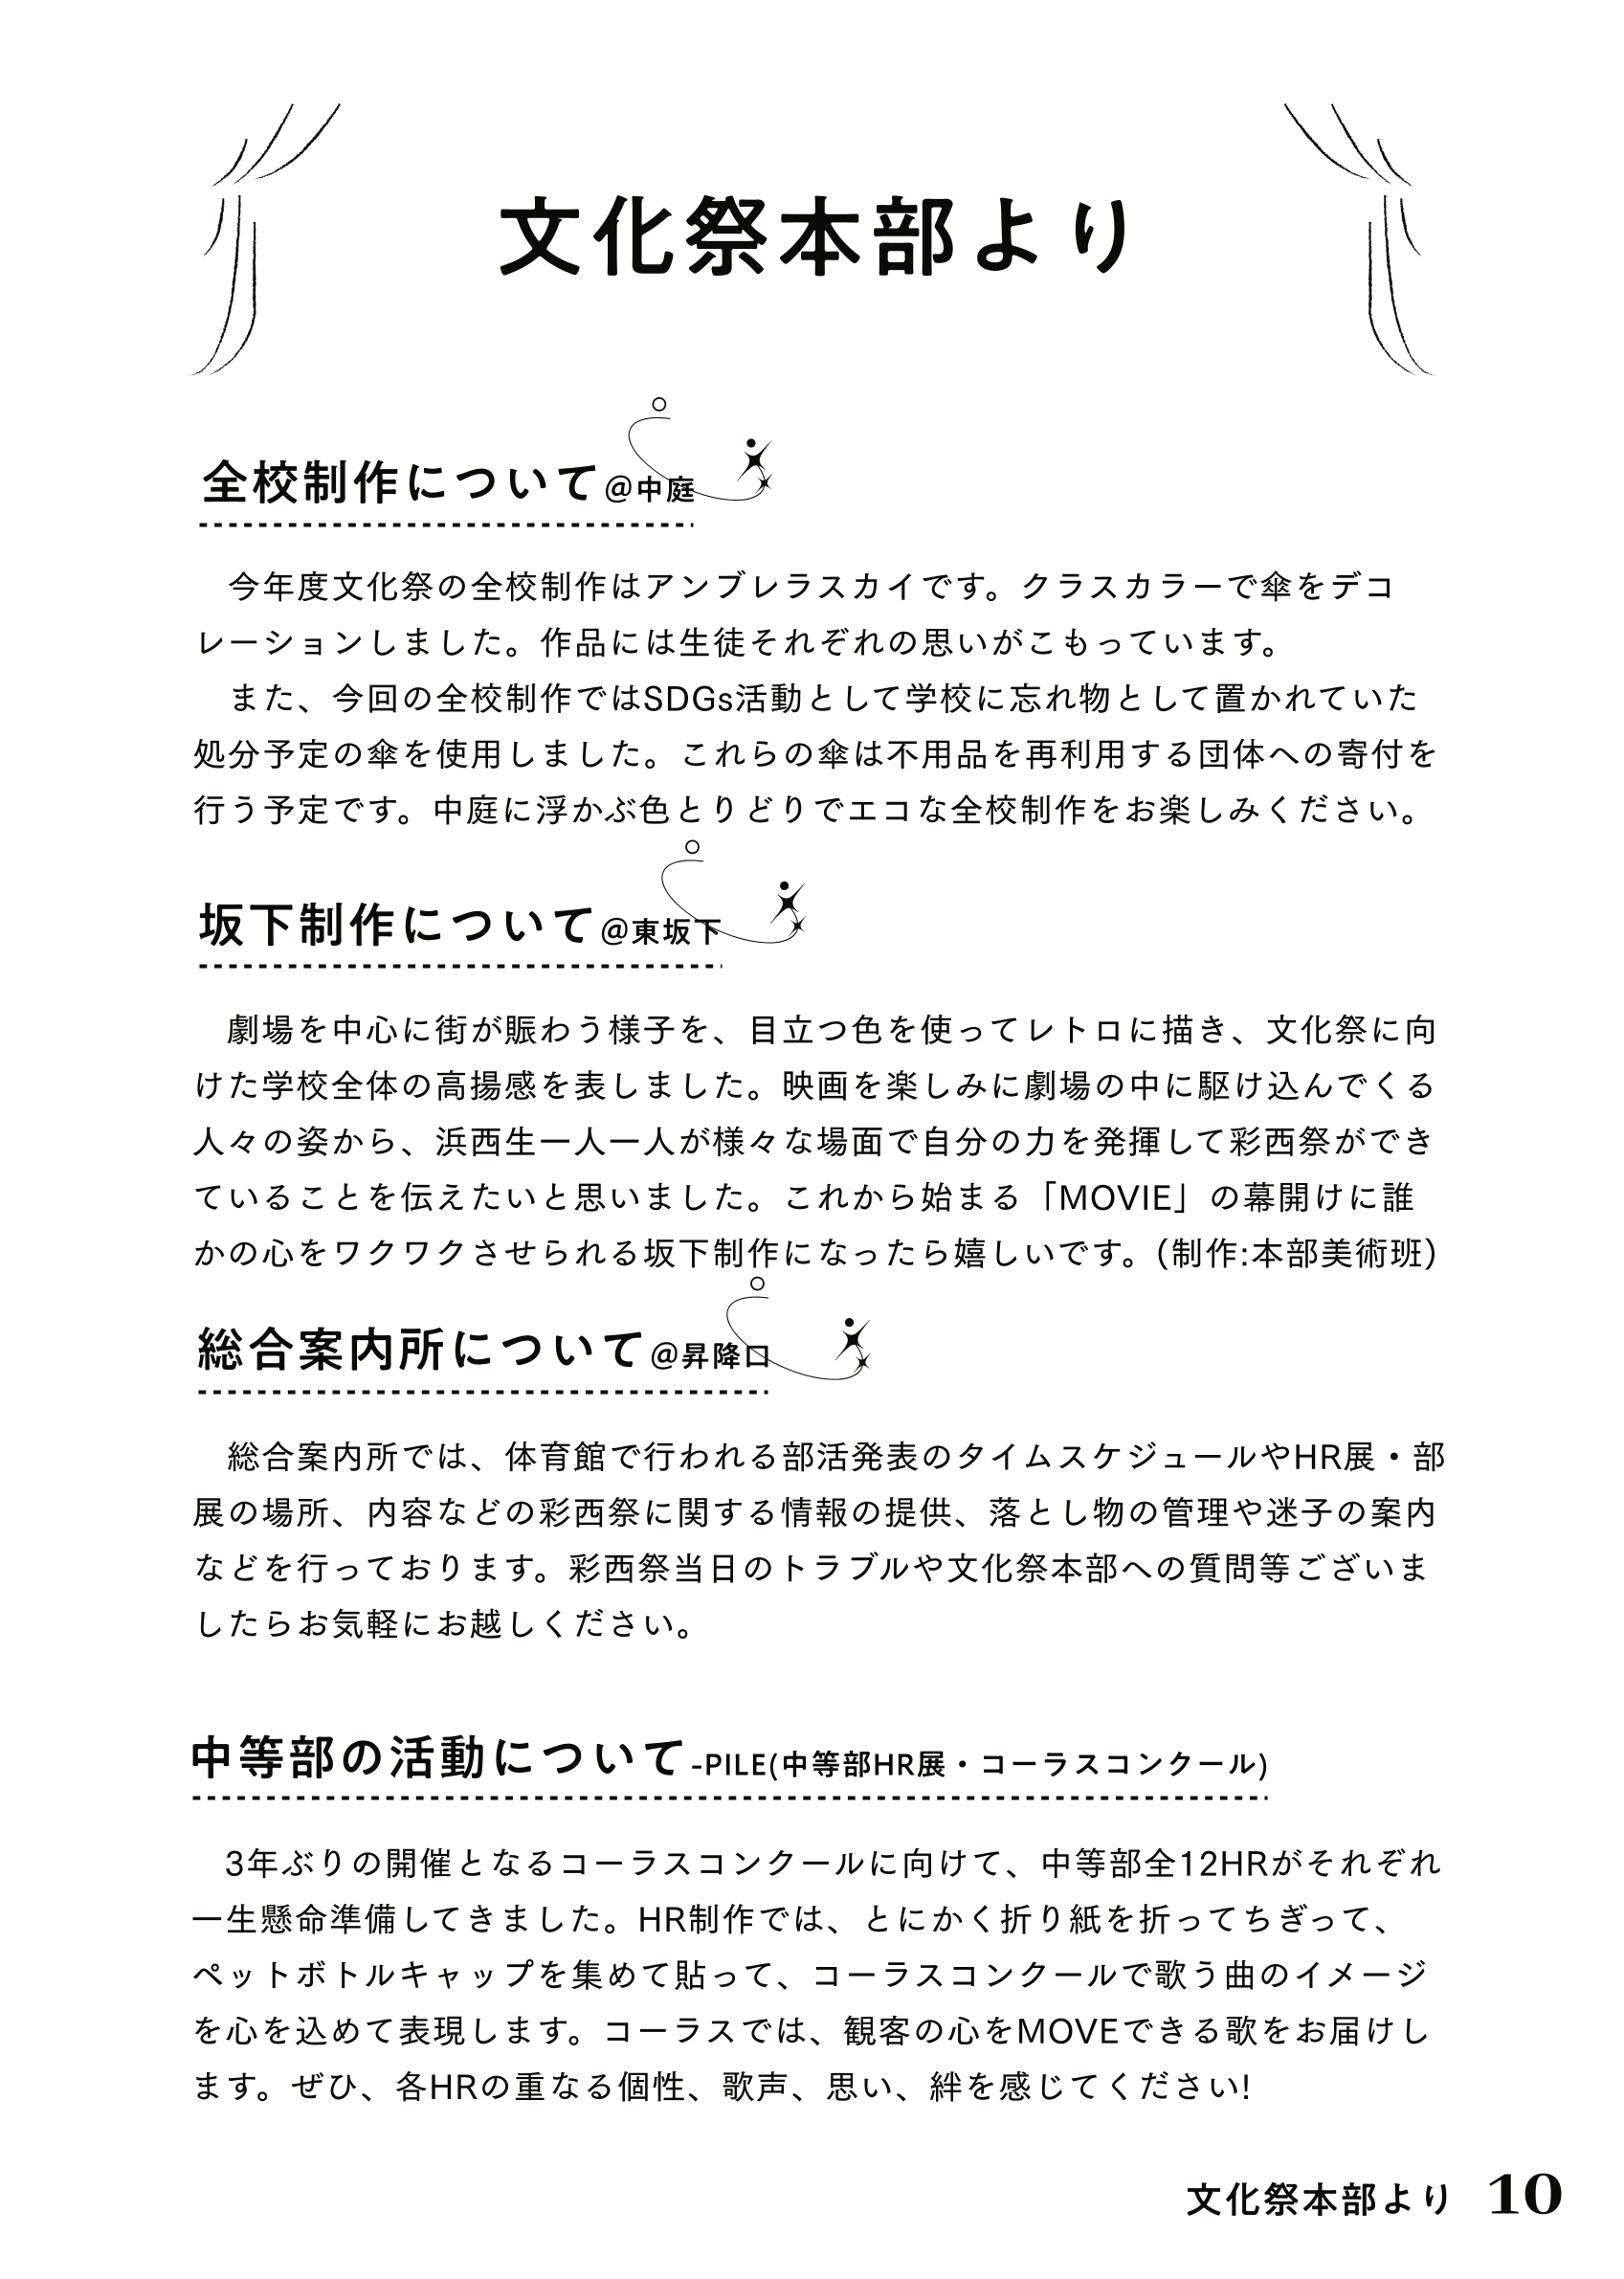 文化祭本部より
全校制作について@中庭
今年度文化祭の全校制作はアンブレラスカイです。クラスカラーで傘をデコ
レーションしました。作品には生徒それぞれの思いがこもっています。
また、今回の全校制作ではSDGs活動として学校に忘れ物として置かれていた
処分予定の傘を使用しました。これらの傘は不用品を再利用する団体への寄付を
行う予定です。中庭に浮かぶ色とりどりでエコな全校制作をお楽しみください。
坂下制作について@東坂下
劇場を中心に街が賑わう様子を、目立つ色を使ってレトロに描き、文化祭に向
けた学校全体の高揚感を表しました。映画を楽しみに劇場の中に駆け込んでくる
人々の姿から、浜西生一人一人が様々な場面で自分の力を発揮して彩西祭ができ
ていることを伝えたいと思いました。これから始まる「MOVIE」の幕開けに誰
かの心をワクワクさせられる坂下制作になったら嬉しいです。(制作:本部美術班)
総合案内所について@昇降口
総合案内所では、体育館で行われる部活発表のタイムスケジュールやHR展・部
展の場所、内容などの彩西祭に関する情報の提供、落とし物の管理や迷子の案内
などを行っております。彩西祭当日のトラブルや文化祭本部への質問等ございま
したらお気軽にお越しください。
中等部の活動について-PILE(中等部HR展・コーラスコンクール)
3年ぶりの開催となるコーラスコンクールに向けて、中等部全12HRがそれぞれ
一生懸命準備してきました。HR制作では、とにかく折り紙を折ってちぎって、
ペットボトルキャップを集めて貼って、コーラスコンクールで歌う曲のイメージ
を心を込めて表現します。コーラスでは、観客の心をMOVEできる歌をお届けし
ます。ぜひ、各HRの重なる個性、歌声、思い、絆を感じてください!
文化祭本部より 10